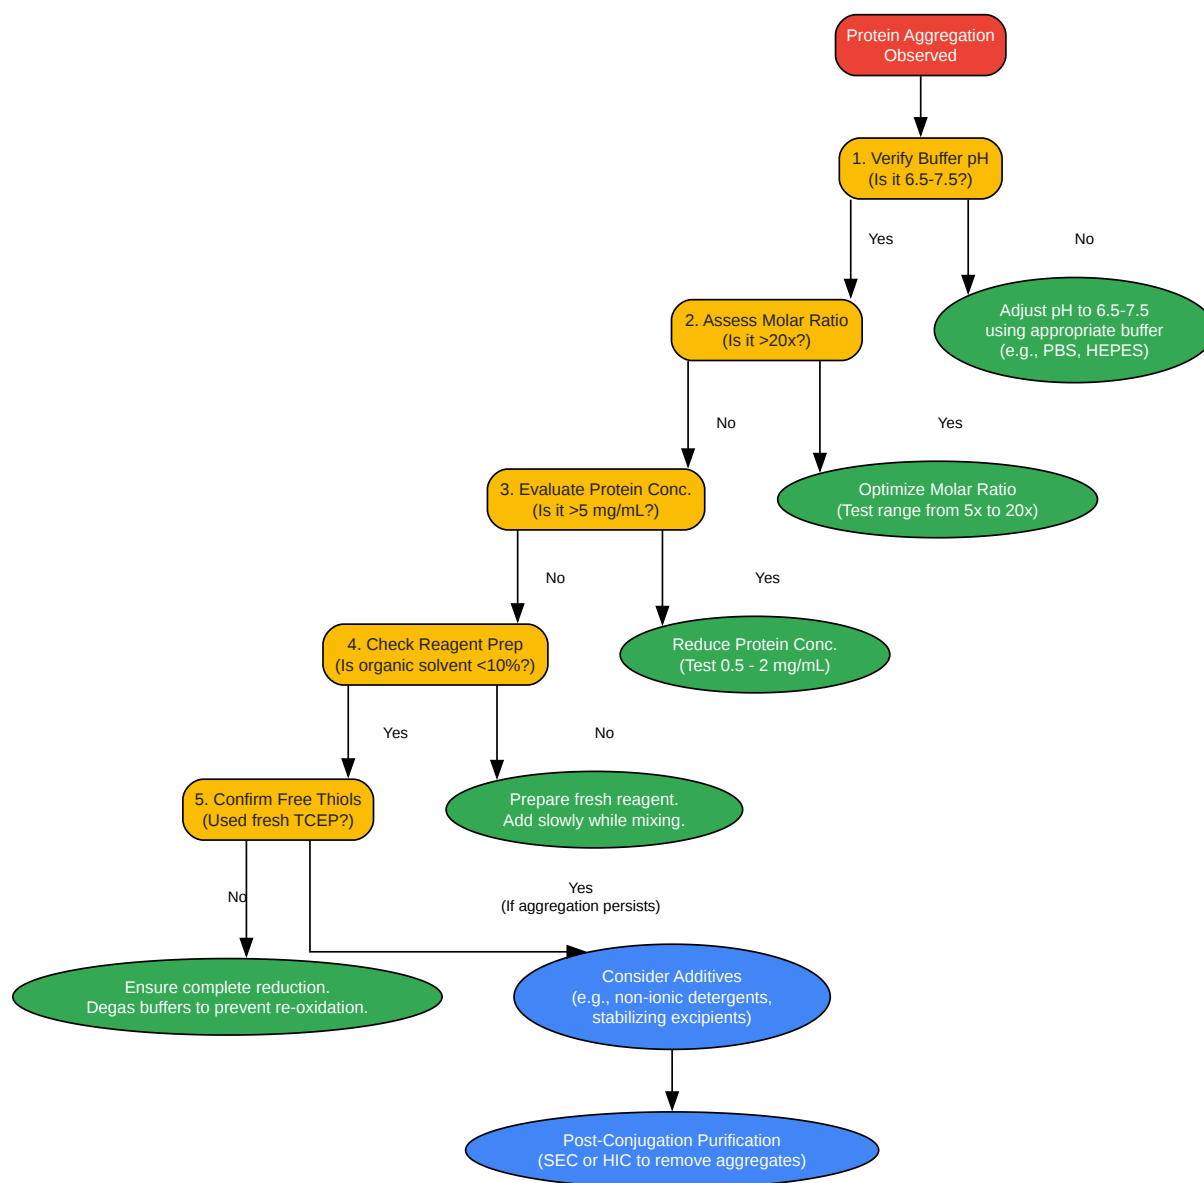 Protein Aggregation
Observed
1. Verify Buffer pH
(Is it 6.5-7.5?)
Yes
No
Adjust pH to 6.5-7.5
using appropriate buffer
(e.g., PBS, HEPES)
2. Assess Molar Ratio
(Is it >20x?)
No
Yes
Optimize Molar Ratio
(Test range from 5x to 20x)
3. Evaluate Protein Conc.
(Is it >5 mg/mL?)
No
Yes
Reduce Protein Conc.
(Test 0.5 - 2 mg/mL)
4. Check Reagent Prep
(Is organic solvent <10%?)
Yes
No
Prepare fresh reagent.
Add slowly while mixing.
5. Confirm Free Thiols
(Used fresh TCEP?)
No
Yes
(If aggregation persists)
Ensure complete reduction.
Degas buffers to prevent re-oxidation.
Consider Additives
(e.g., non-ionic detergents,
stabilizing excipients)
Post-Conjugation Purification
(SEC or HIC to remove aggregates)